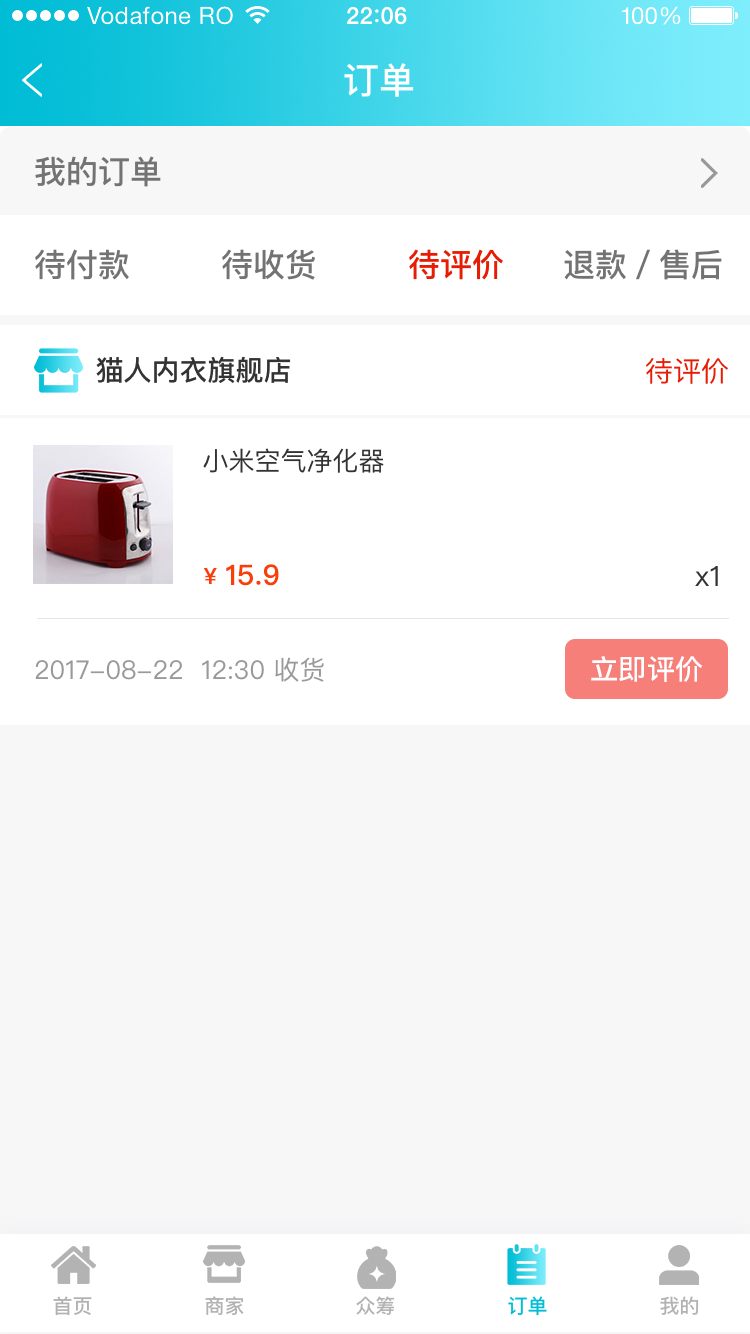 Vodafone RO 22:06 100%
订单
我的订单
待付款 待收货 待评价 退款 / 售后
猫人内衣旗舰店 待评价
小米空气净化器
¥ 15.9 x1
2017-08-22 12:30 收货 立即评价
首页 商家 众筹 订单 我的